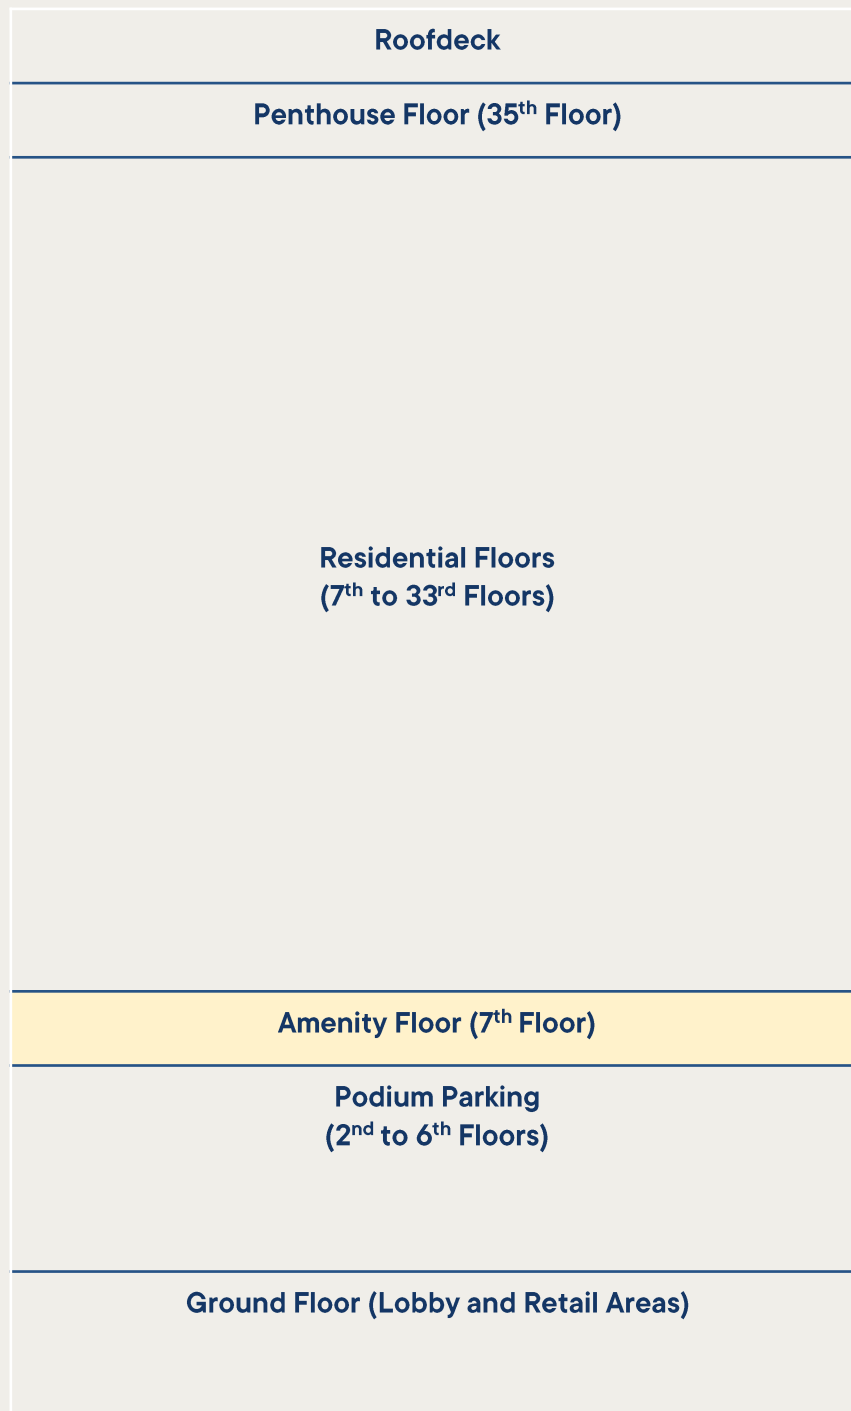 Roofdeck
Penthouse Floor (35th Floor)
Residential Floors
(7th to 33rd Floors)
Amenity Floor (7th Floor)
Podium Parking
(2nd to 6th Floors)
Ground Floor (Lobby and Retail Areas)